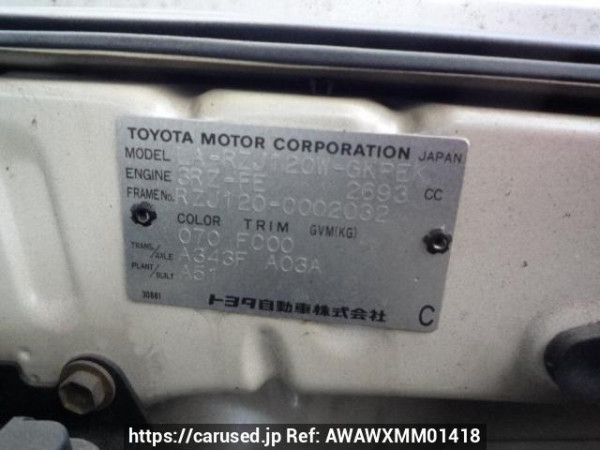 TOYOTA MOTOR CORPORATION JAPAN
MODEL LA-RZJ120W-GKPEK
ENGINE 3RZ-FE 2693 CC
FRAME No. RZJ120-0002032
COLOR TRIM GVM(KG)
070 FC00
TRANS/AXLE A343F A03A
PLANT/BUILT A51
30881 トヨタ自動車株式会社 C
https://carused.jp Ref: AWAWXMM01418